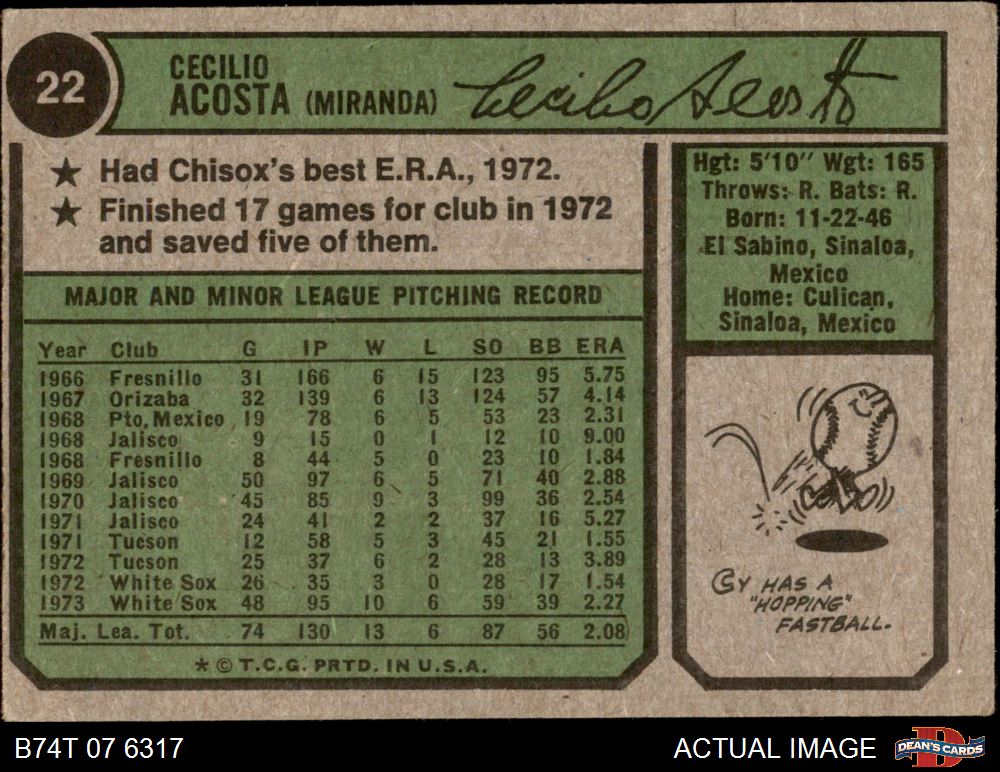 22
CECILIO
ACOSTA (MIRANDA)
Cecilio Acosta
★ Had Chisox's best E.R.A., 1972.
★ Finished 17 games for club in 1972
and saved five of them.
MAJOR AND MINOR LEAGUE PITCHING RECORD
Year Club G IP W L SO BB ERA
1966 Fresnillo 31 166 6 15 123 95 5.75
1967 Orizaba 32 139 6 13 124 57 4.14
1968 Pto. Mexico 19 78 6 5 53 23 2.31
1968 Jalisco 9 15 0 1 12 10 9.00
1968 Fresnillo 8 44 5 0 23 10 1.84
1969 Jalisco 50 97 6 5 71 40 2.88
1970 Jalisco 45 85 9 3 99 36 2.54
1971 Jalisco 24 41 2 2 37 16 5.27
1971 Tucson 12 58 5 3 45 21 1.55
1972 Tucson 25 37 6 2 28 13 3.89
1972 White Sox 26 35 3 0 28 17 1.54
1973 White Sox 48 95 10 6 59 39 2.27
Maj. Lea. Tot. 74 130 13 6 87 56 2.08
* © T.C.G. PRTD. IN U.S.A.
Hgt: 5'10" Wgt: 165
Throws: R. Bats: R.
Born: 11-22-46
El Sabino, Sinaloa,
Mexico
Home: Culican,
Sinaloa, Mexico
CY HAS A
"HOPPING"
FASTBALL.
B74T 07 6317
ACTUAL IMAGE
DEAN'S CARDS